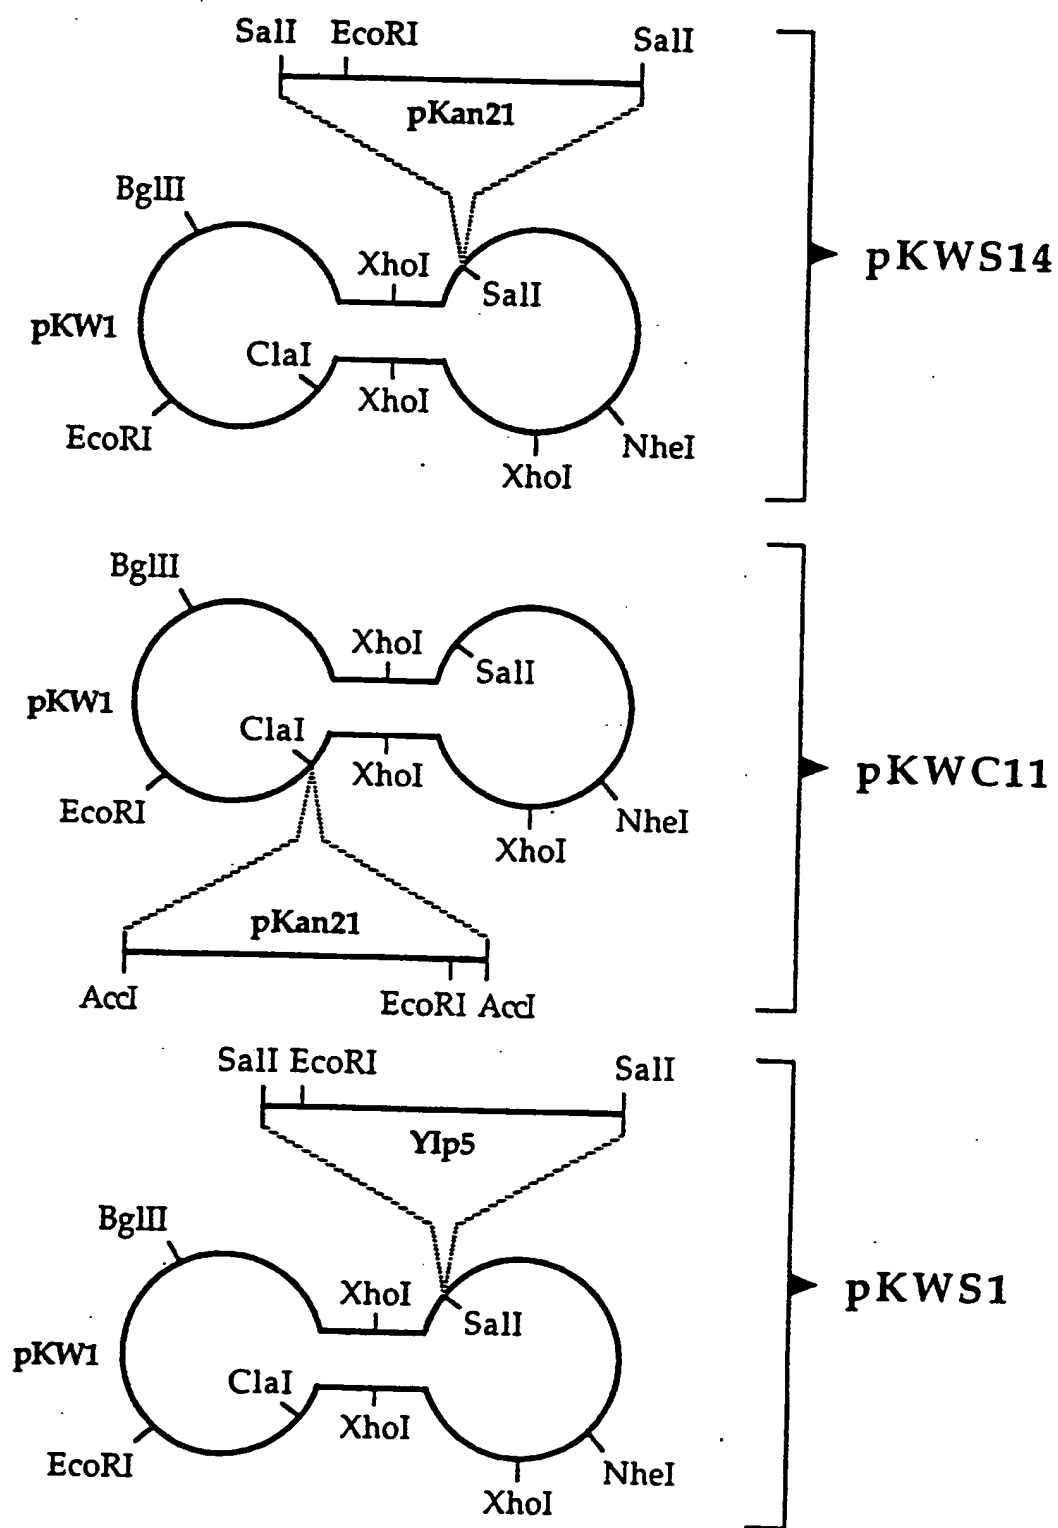 SalI EcoRI SalI
pKan21
BglII
XhoI
SalI
pKW1
ClaI
XhoI
EcoRI
NheI
XhoI
pKWS14
BglII
XhoI
SalI
pKW1
ClaI
XhoI
EcoRI
NheI
XhoI
pKan21
AccI EcoRI AccI
pKWC11
SalI EcoRI SalI
YIp5
BglII
XhoI
SalI
pKW1
ClaI
XhoI
EcoRI
NheI
XhoI
pKWS1